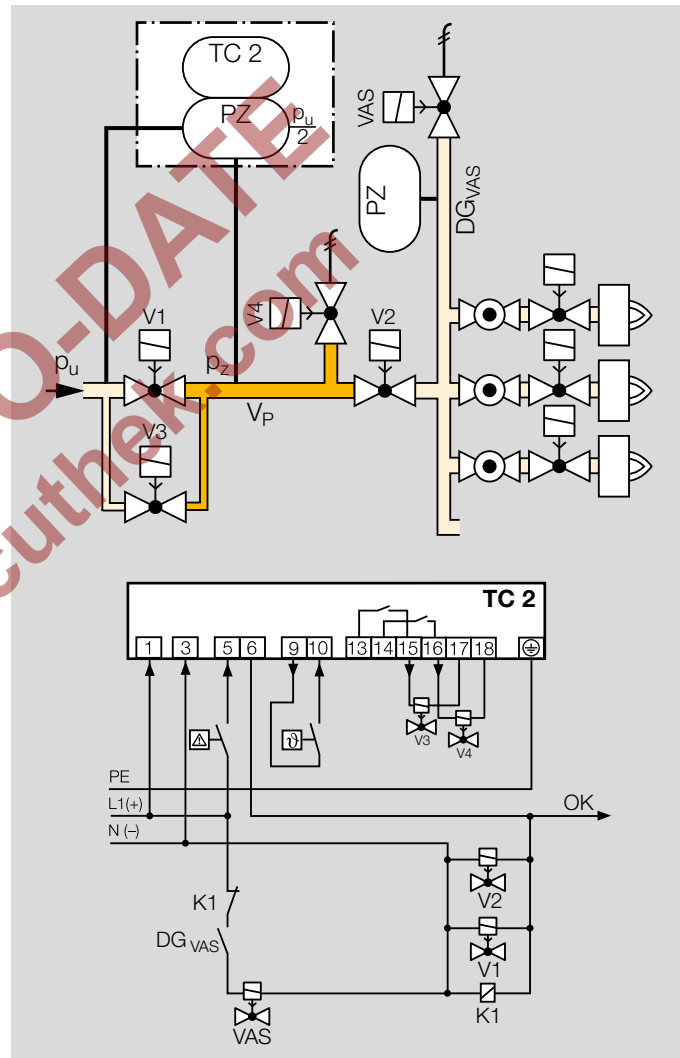 TC 2
PZ
pu
2
VAS
PZ
DGVAS
V4
V1
V2
pu
pz
VP
V3
O-DATE
cuthek.com
TC 2
1 3 5 6 9 10 13 14 15 16 17 18
ϑ
V3
V4
PE
L1(+)
OK
N (–)
V2
K1
DG VAS
V1
K1
VAS